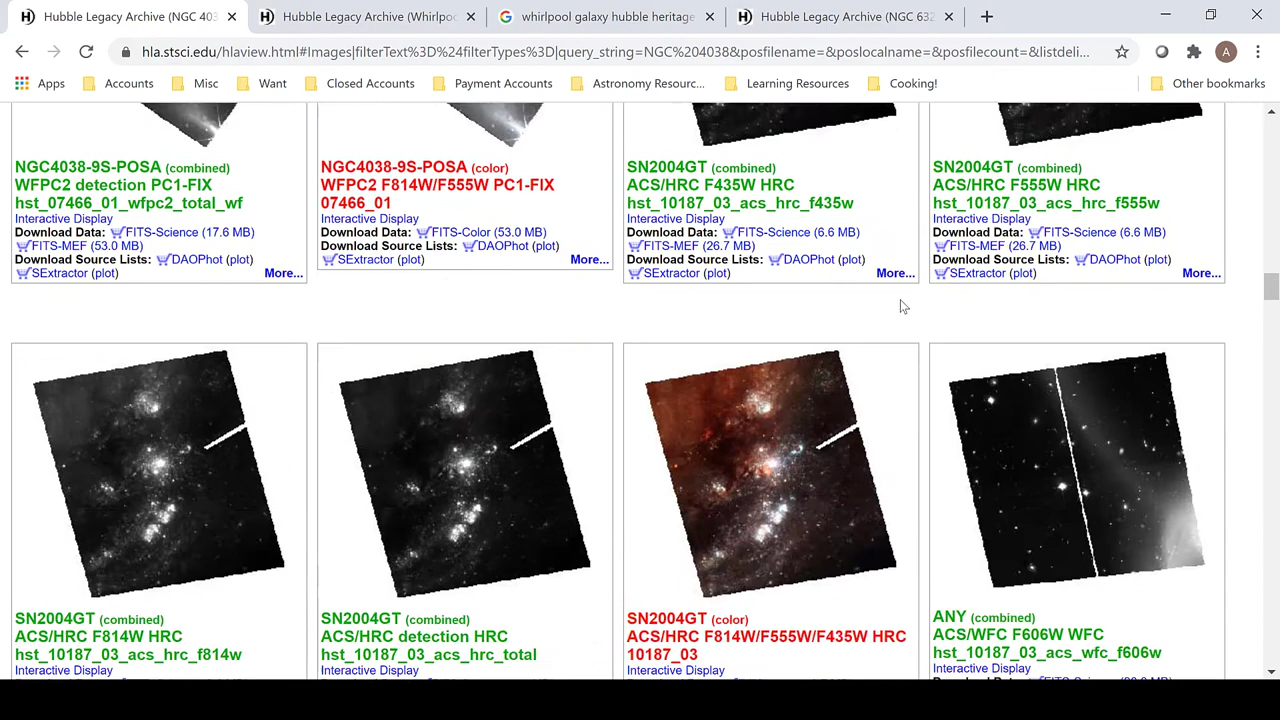 Hubble Legacy Archive (NGC 403
Hubble Legacy Archive (Whirlpoo
whirlpool galaxy hubble heritage
Hubble Legacy Archive (NGC 632
hla.stsci.edu/hlaview.html#Images|filterText%3D%24filterTypes%3D|query_string=NGC%204038&posfilename=&poslocalname=&posfilecount=&listdeli...
A
Apps Accounts Misc Want Closed Accounts Payment Accounts Astronomy Resourc... Learning Resources Cooking! Other bookmarks
NGC4038-9S-POSA (combined)
WFPC2 detection PC1-FIX
hst_07466_01_wfpc2_total_wf
Interactive Display
Download Data: FITS-Science (17.6 MB)
FITS-MEF (53.0 MB)
Download Source Lists: DAOPhot (plot)
SExtractor (plot) More...
NGC4038-9S-POSA (color)
WFPC2 F814W/F555W PC1-FIX
07466_01
Interactive Display
Download Data: FITS-Color (53.0 MB)
Download Source Lists: DAOPhot (plot)
SExtractor (plot) More...
SN2004GT (combined)
ACS/HRC F435W HRC
hst_10187_03_acs_hrc_f435w
Interactive Display
Download Data: FITS-Science (6.6 MB)
FITS-MEF (26.7 MB)
Download Source Lists: DAOPhot (plot)
SExtractor (plot) More...
SN2004GT (combined)
ACS/HRC F555W HRC
hst_10187_03_acs_hrc_f555w
Interactive Display
Download Data: FITS-Science (6.6 MB)
FITS-MEF (26.7 MB)
Download Source Lists: DAOPhot (plot)
SExtractor (plot) More...
SN2004GT (combined)
ACS/HRC F814W HRC
hst_10187_03_acs_hrc_f814w
Interactive Display
SN2004GT (combined)
ACS/HRC detection HRC
hst_10187_03_acs_hrc_total
Interactive Display
SN2004GT (color)
ACS/HRC F814W/F555W/F435W HRC
10187_03
Interactive Display
ANY (combined)
ACS/WFC F606W WFC
hst_10187_03_acs_wfc_f606w
Interactive Display